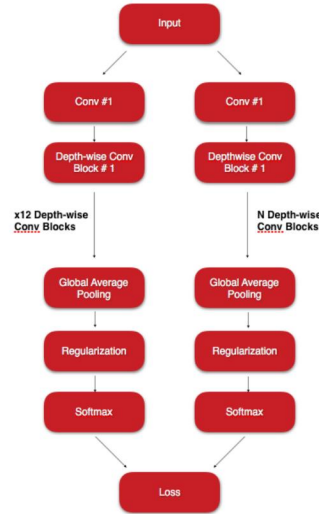 Input
Conv #1
Conv #1
Depth-wise Conv
Block # 1
Depthwise Conv
Block # 1
x12 Depth-wise
Conv Blocks
N Depth-wise
Conv Blocks
Global Average
Pooling
Global Average
Pooling
Regularization
Regularization
Softmax
Softmax
Loss